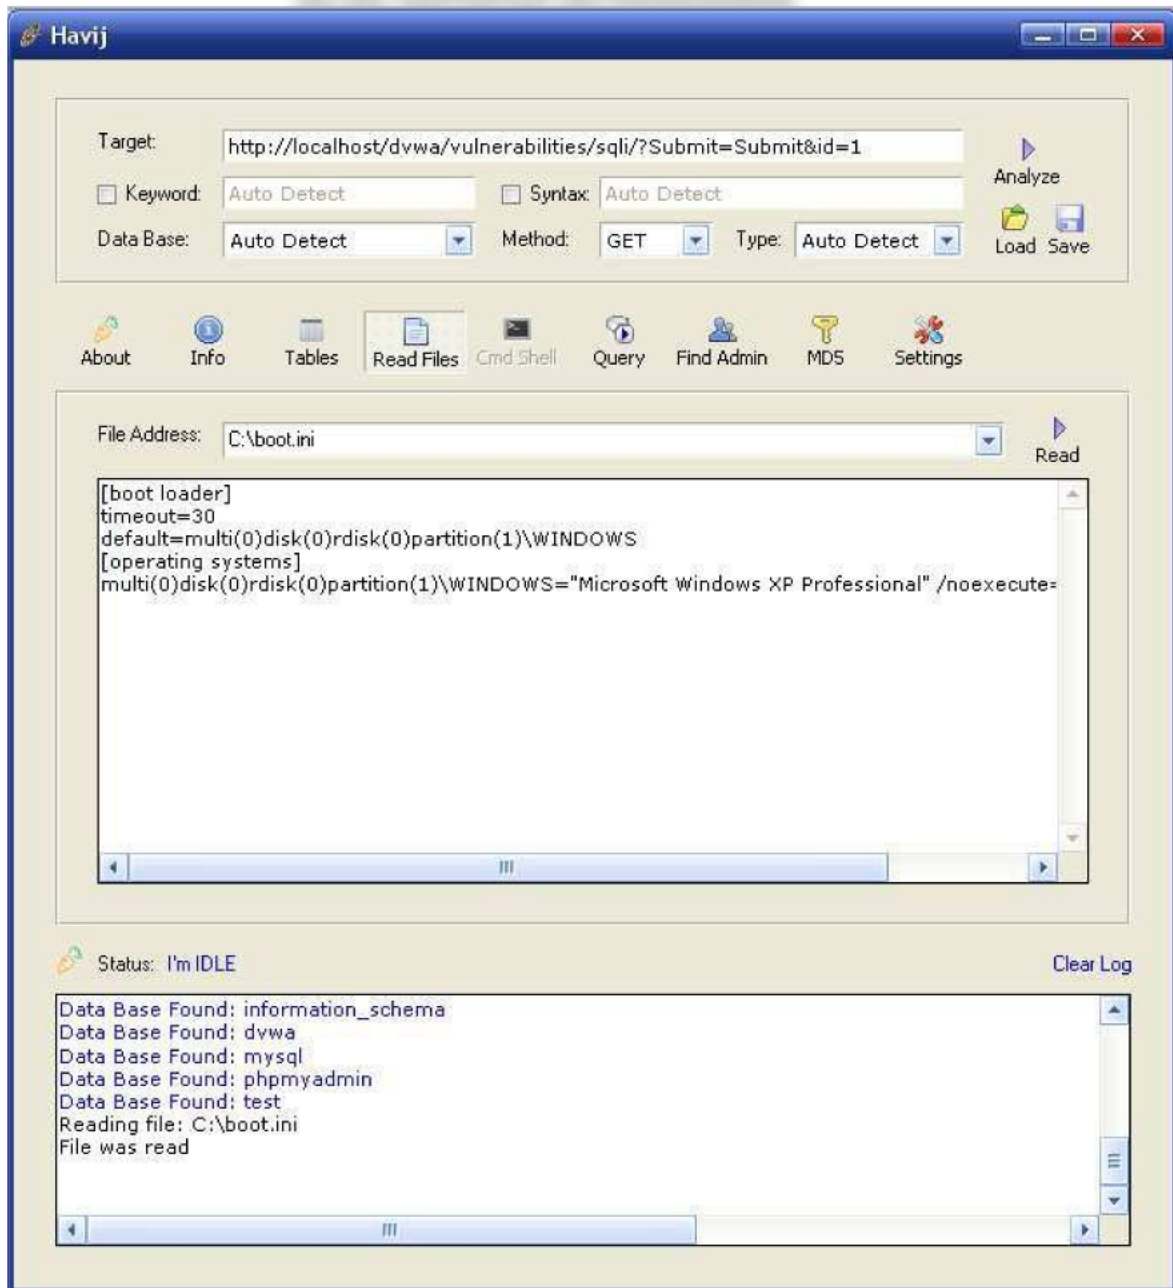 Havij
Target: http://localhost/dvwa/vulnerabilities/sqli/?Submit=Submit&id=1
Analyze
Keyword: Auto Detect Syntax: Auto Detect
Data Base: Auto Detect Method: GET Type: Auto Detect
Load Save
About Info Tables Read Files Cmd Shell Query Find Admin MD5 Settings
File Address: C:\boot.ini
Read
[boot loader]
timeout=30
default=multi(0)disk(0)rdisk(0)partition(1)\WINDOWS
[operating systems]
multi(0)disk(0)rdisk(0)partition(1)\WINDOWS="Microsoft Windows XP Professional" /noexecute=
Status: I'm IDLE Clear Log
Data Base Found: information_schema
Data Base Found: dvwa
Data Base Found: mysql
Data Base Found: phpmyadmin
Data Base Found: test
Reading file: C:\boot.ini
File was read